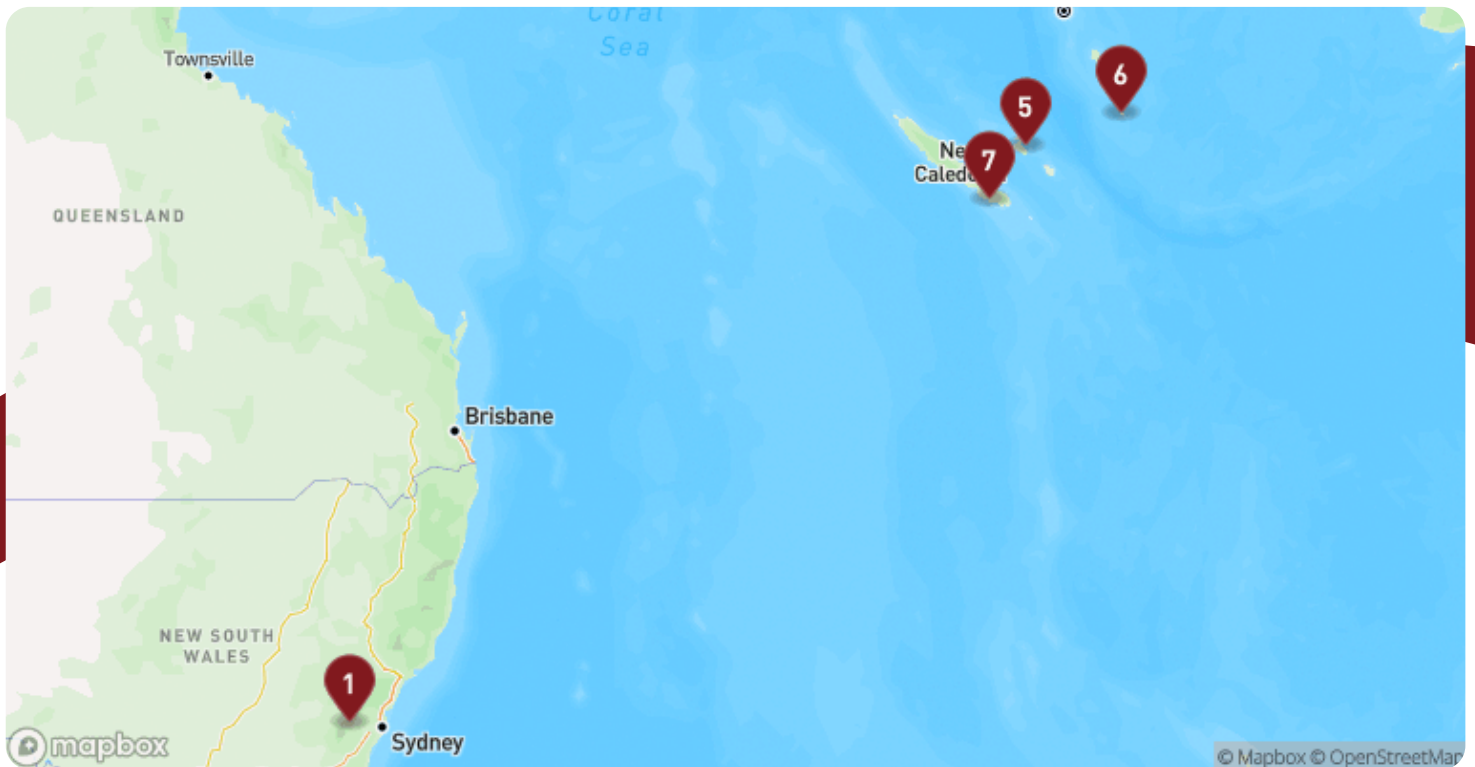 Coral
Sea
Townsville
6
5
Ne
Caled
7
QUEENSLAND
Brisbane
NEW SOUTH
WALES
1
Sydney
mapbox
© Mapbox © OpenStreetMap